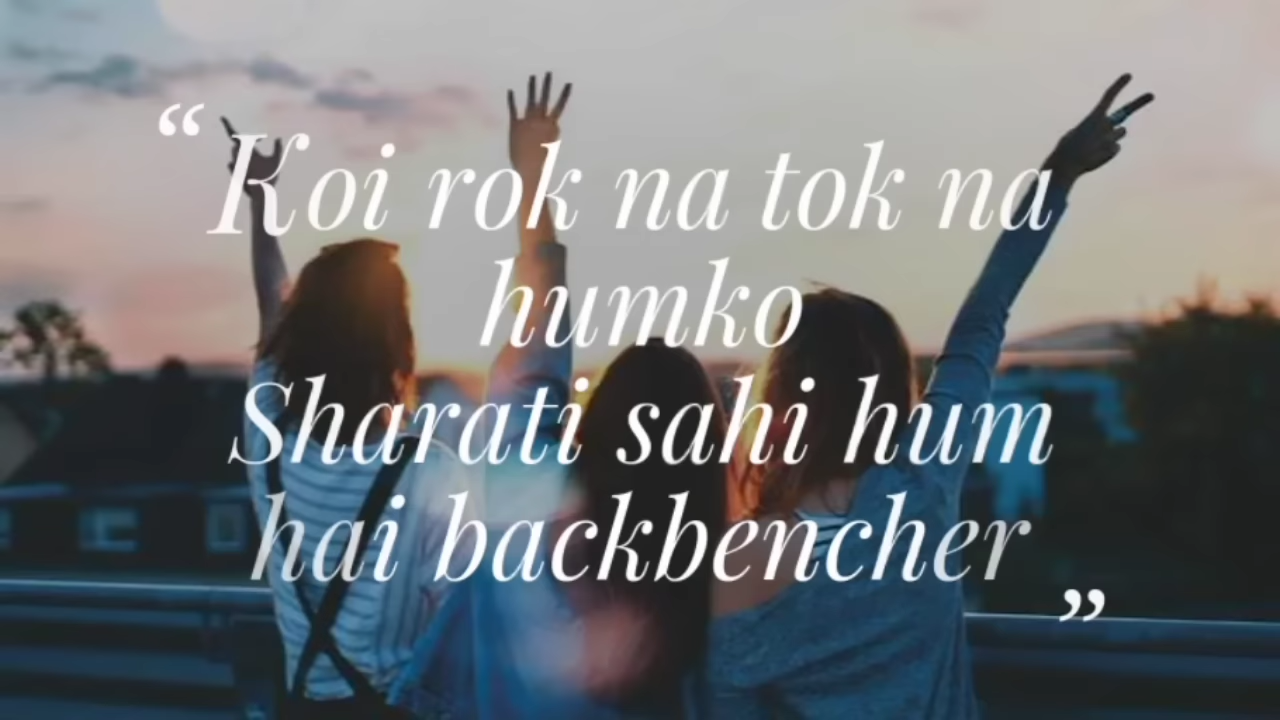 “Koi rok na tok na
humko
Sharati sahi hum
hai backbencher”